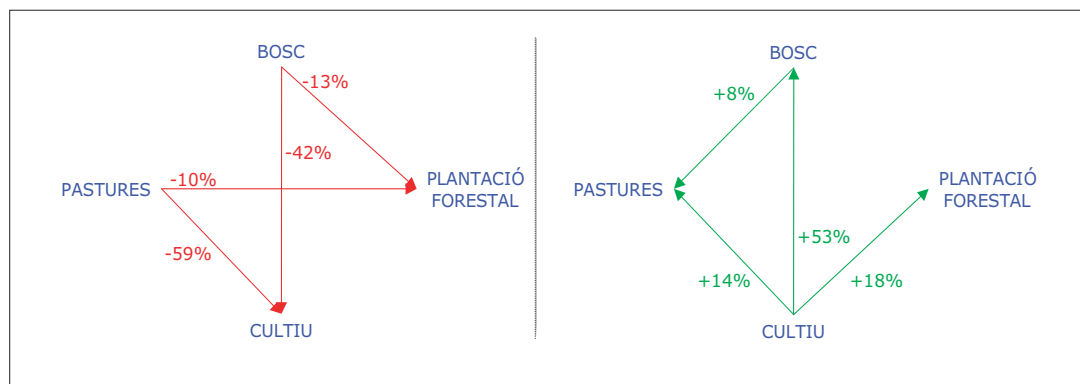 BOSC
-13%
-42%
-10%
PASTURES
PLANTACIÓ
FORESTAL
-59%
CULTIU
BOSC
+8%
PASTURES
PLANTACIÓ
FORESTAL
+53%
+14%
+18%
CULTIU